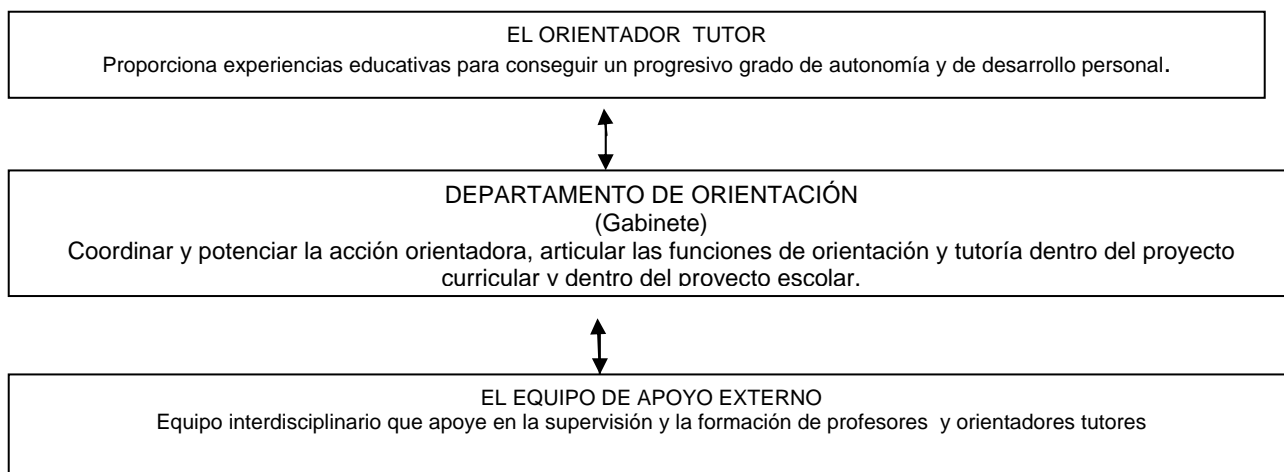 EL ORIENTADOR TUTOR
Proporciona experiencias educativas para conseguir un progresivo grado de autonomía y de desarrollo personal.
DEPARTAMENTO DE ORIENTACIÓN
(Gabinete)
Coordinar y potenciar la acción orientadora, articular las funciones de orientación y tutoría dentro del proyecto
curricular y dentro del proyecto escolar.
EL EQUIPO DE APOYO EXTERNO
Equipo interdisciplinario que apoye en la supervisión y la formación de profesores y orientadores tutores